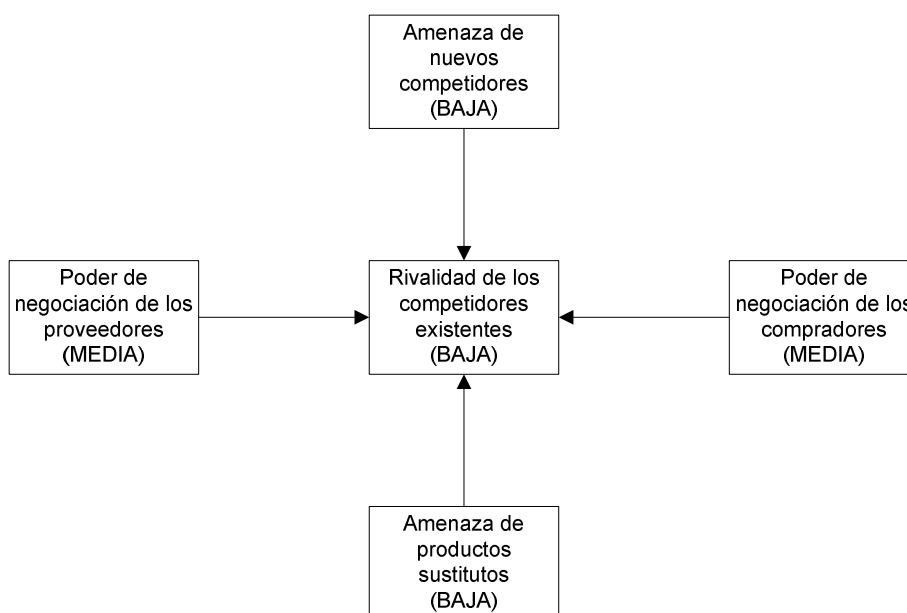 Amenaza de
nuevos
competidores
(BAJA)
Poder de
negociación de los
proveedores
(MEDIA)
Rivalidad de los
competidores
existentes
(BAJA)
Poder de
negociación de los
compradores
(MEDIA)
Amenaza de
productos
sustitutos
(BAJA)